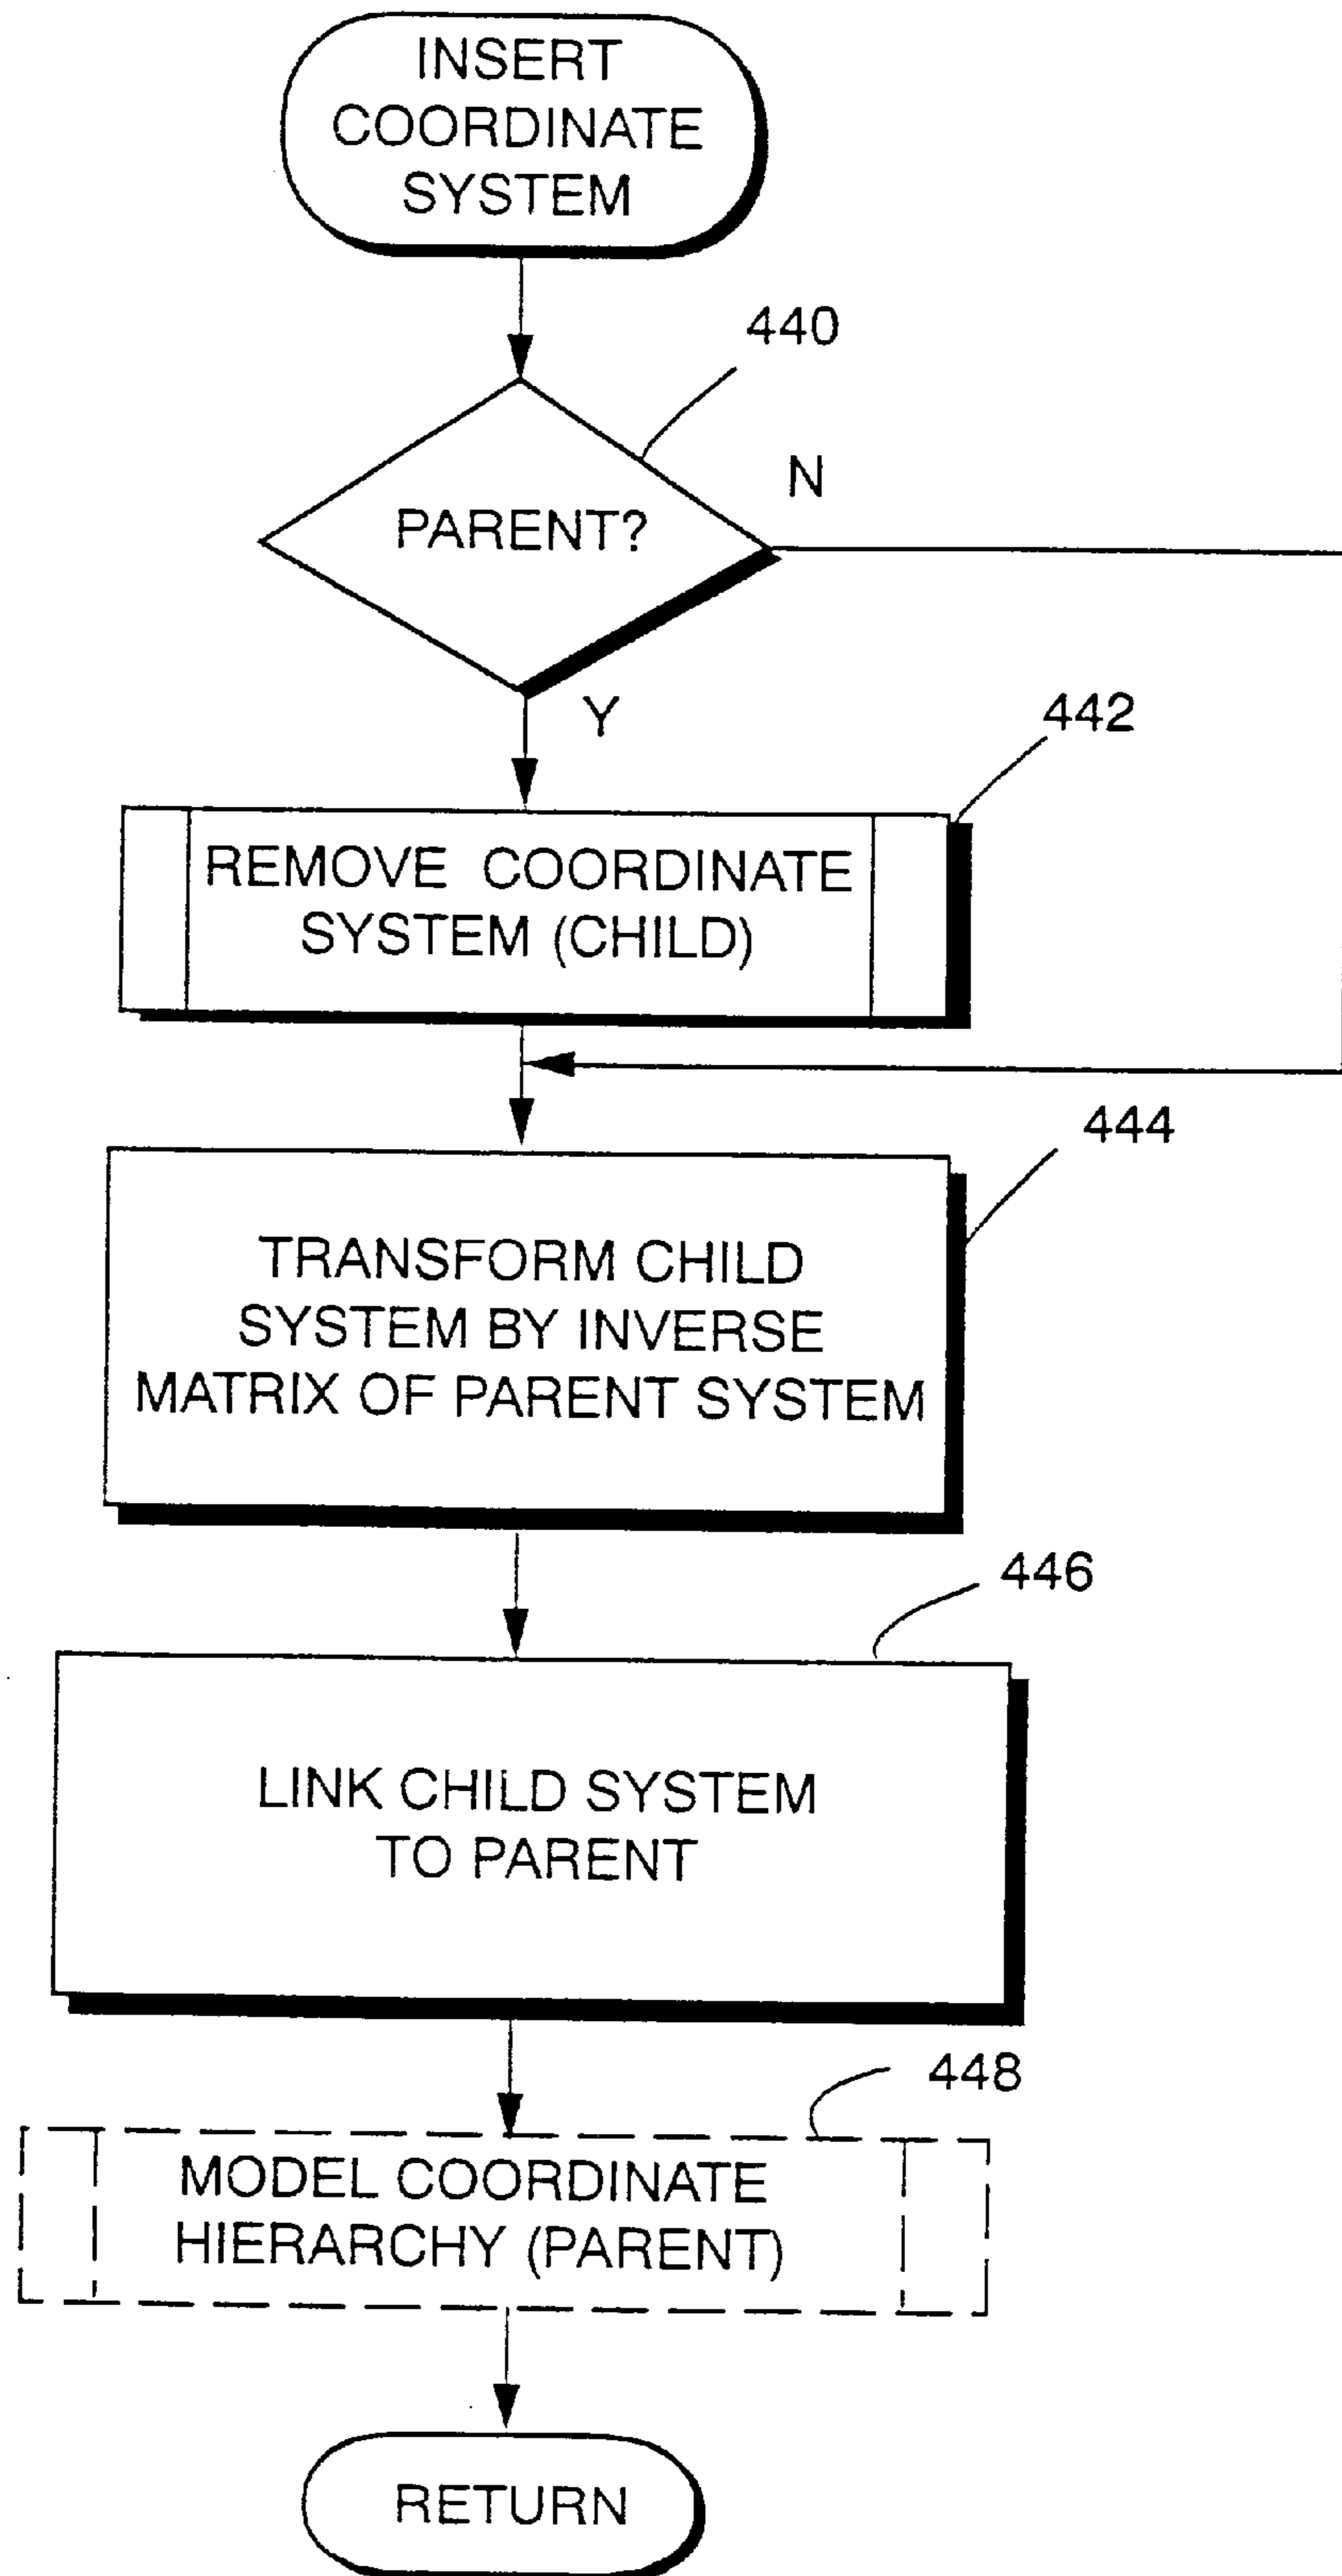 INSERT
COORDINATE
SYSTEM
440
PARENT?
N
Y
442
REMOVE COORDINATE
SYSTEM (CHILD)
444
TRANSFORM CHILD
SYSTEM BY INVERSE
MATRIX OF PARENT SYSTEM
446
LINK CHILD SYSTEM
TO PARENT
448
MODEL COORDINATE
HIERARCHY (PARENT)
RETURN